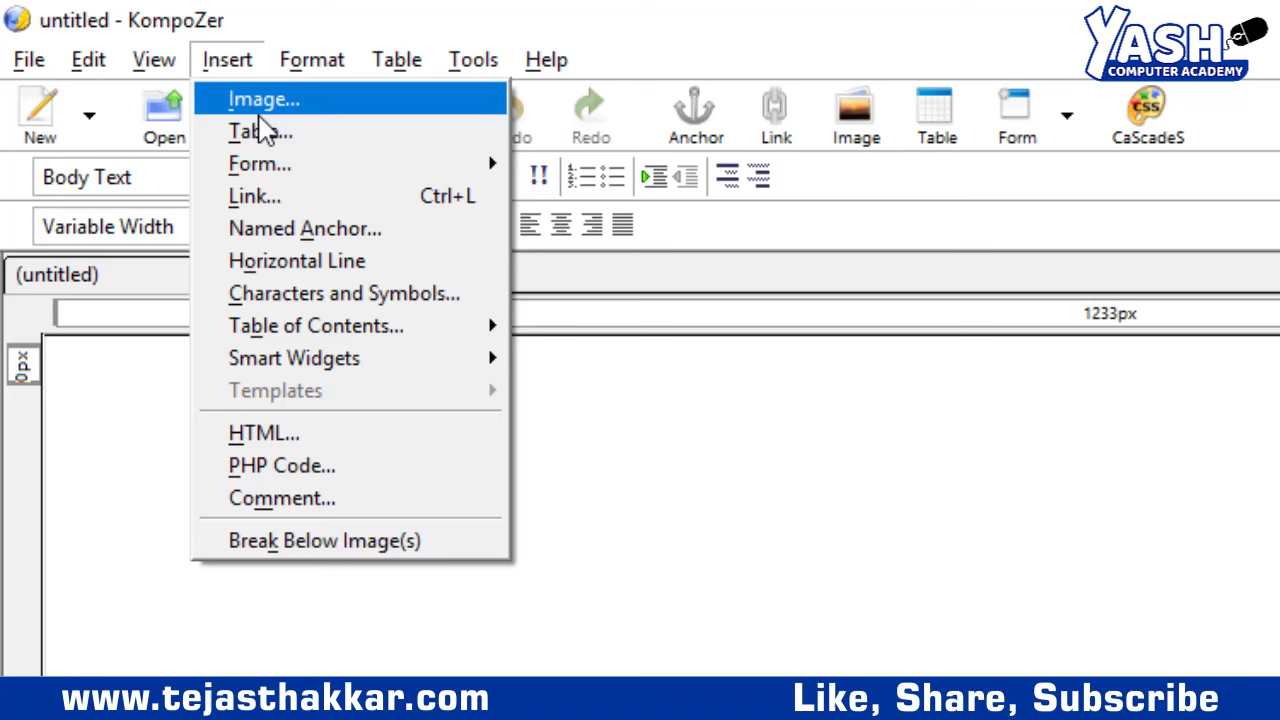 untitled - KompoZer
YASH
COMPUTER ACADEMY
File Edit View Insert Format Table Tools Help
New Open Redo Anchor Link Image Table Form CaScadeS
Image...
Form...
Link... Ctrl+L
Named Anchor...
Horizontal Line
Characters and Symbols...
Table of Contents...
Smart Widgets
Templates
HTML...
PHP Code...
Comment...
Break Below Image(s)
Body Text
Variable Width
(untitled)
1233px
0px
www.tejasthakkar.com Like, Share, Subscribe